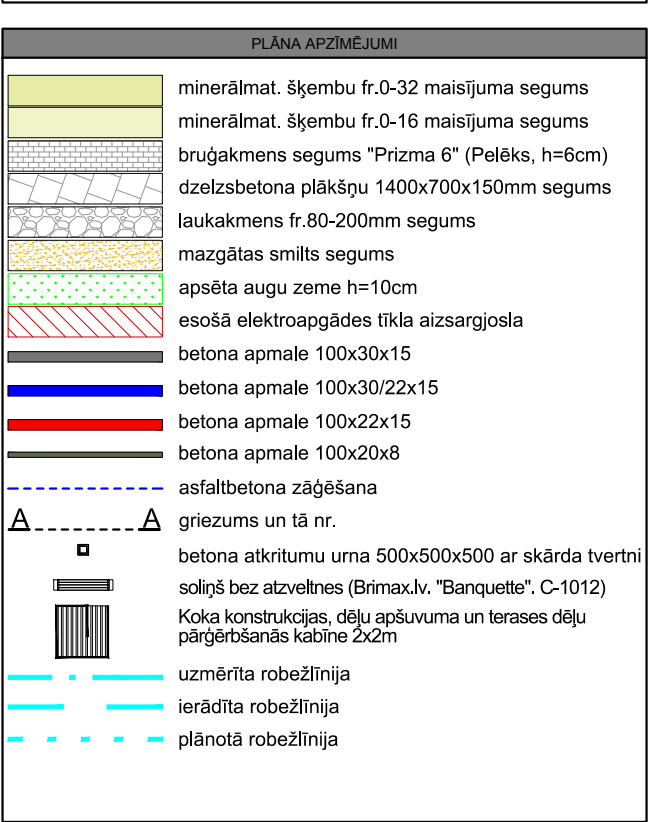 PLĀNA APZĪMĒJUMI
minerālmat. šķembu fr.0-32 maisījuma segums
minerālmat. šķembu fr.0-16 maisījuma segums
bruģakmens segums "Prizma 6" (Pelēks, h=6cm)
dzelzsbetona plākšņu 1400x700x150mm segums
laukakmens fr.80-200mm segums
mazgātas smilts segums
apsēta augu zeme h=10cm
esošā elektroapgādes tīkla aizsargjosla
betona apmale 100x30x15
betona apmale 100x30/22x15
betona apmale 100x22x15
betona apmale 100x20x8
asfaltbetona zāģēšana
A A griezums un tā nr.
betona atkritumu urna 500x500x500 ar skārda tvertni
soliņš bez atzveltnes (Brimax.lv. "Banquette". C-1012)
Koka konstrukcijas, dēļu apšuvuma un terases dēļu
pārģērbšanās kabīne 2x2m
uzmērīta robežlīnija
ierādīta robežlīnija
plānotā robežlīnija